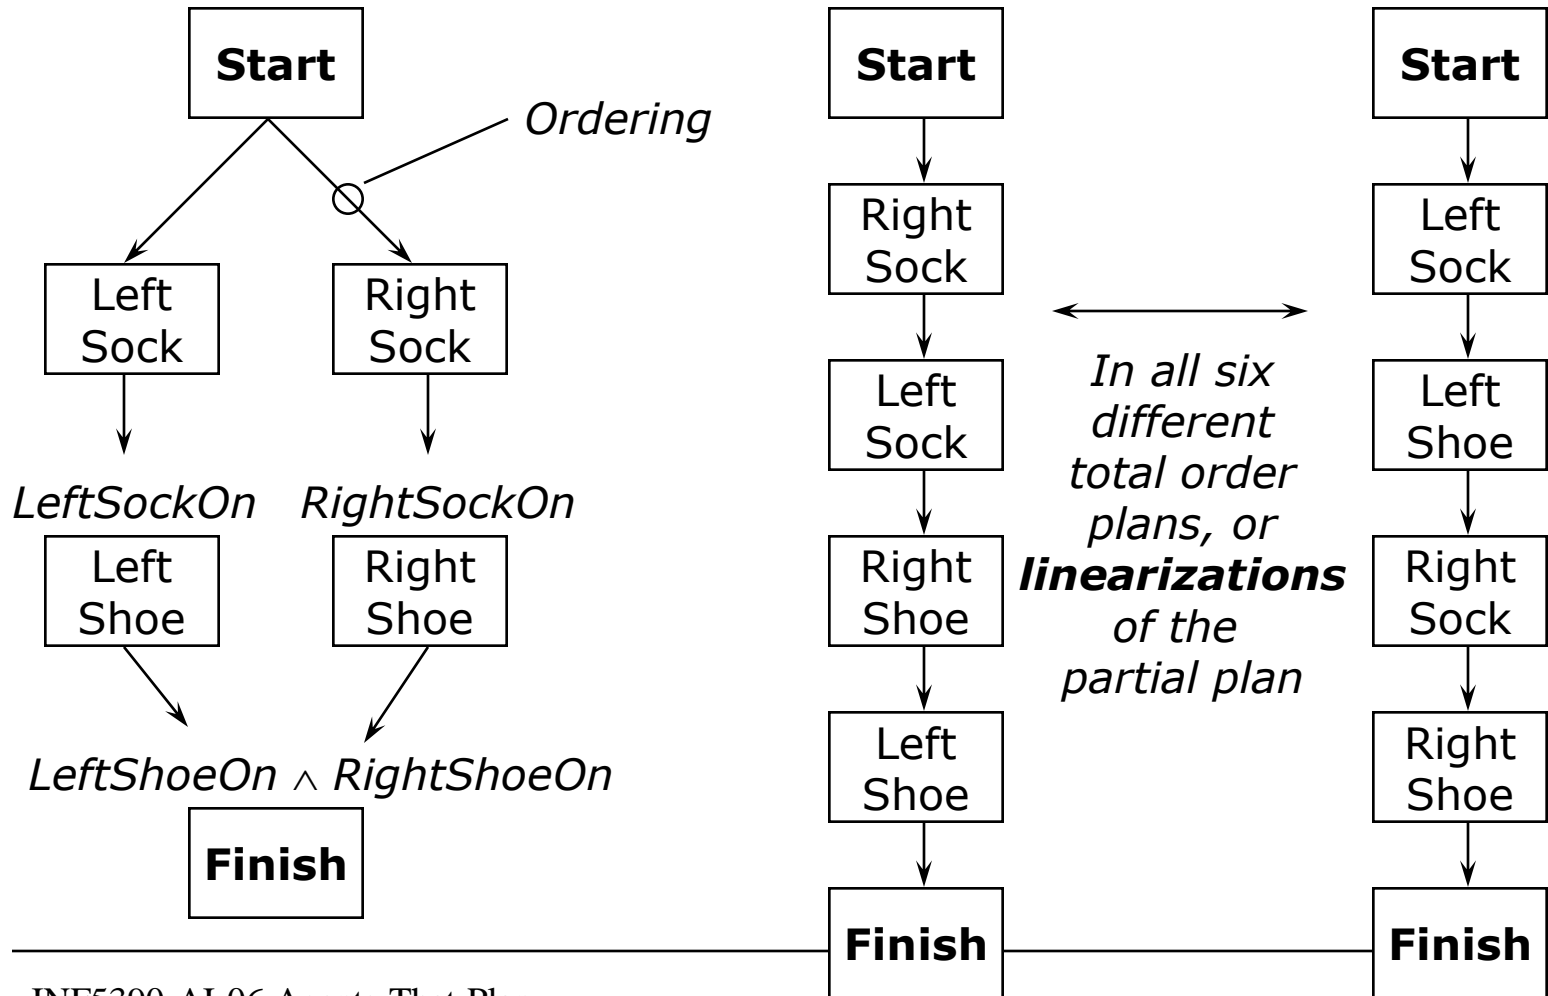 Start
Ordering
Left
Sock
Right
Sock
LeftSockOn
RightSockOn
Left
Shoe
Right
Shoe
LeftShoeOn ∧ RightShoeOn
Finish
Start
Right
Sock
Left
Sock
Right
Shoe
Left
Shoe
Finish
In all six
different
total order
plans, or
linearizations
of the
partial plan
Start
Left
Sock
Left
Shoe
Right
Sock
Right
Shoe
Finish